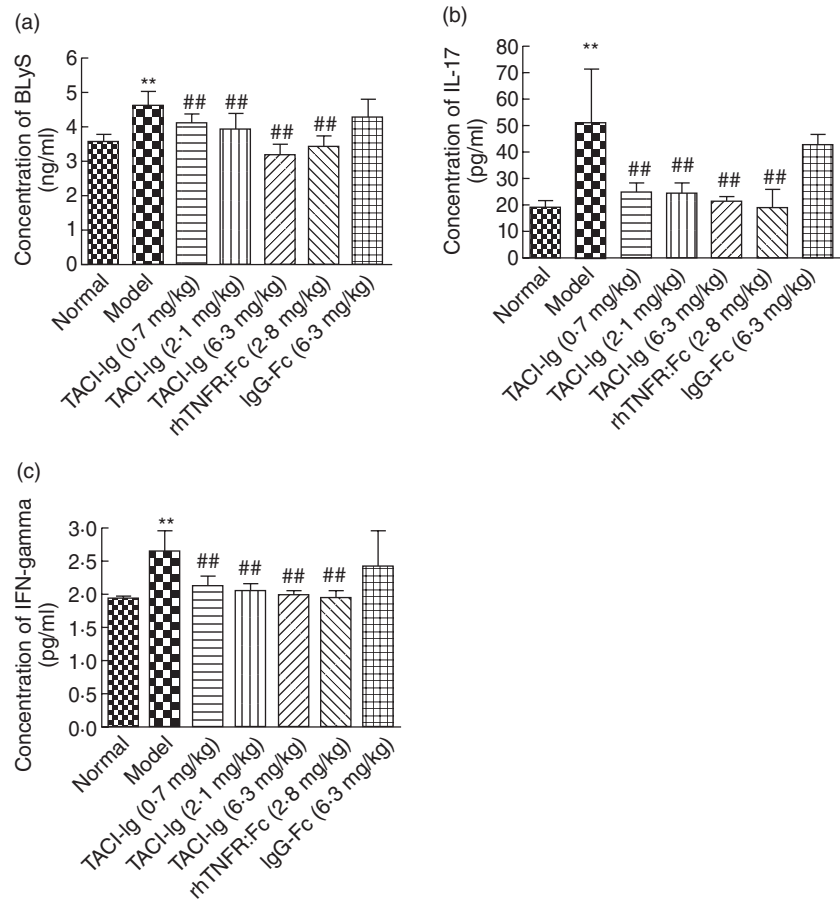 (a)
Concentration of BLyS
(ng/ml)
6
5
4
3
2
1
0
**
##
##
##
##
Normal
Model
TACI-Ig (0·7 mg/kg)
TACI-Ig (2·1 mg/kg)
TACI-Ig (6·3 mg/kg)
rhTNFR:Fc (2·8 mg/kg)
IgG-Fc (6·3 mg/kg)
(b)
Concentration of IL-17
(pg/ml)
80
70
60
50
40
30
20
10
0
**
##
##
##
##
Normal
Model
TACI-Ig (0·7 mg/kg)
TACI-Ig (2·1 mg/kg)
TACI-Ig (6·3 mg/kg)
rhTNFR:Fc (2·8 mg/kg)
IgG-Fc (6·3 mg/kg)
(c)
Concentration of IFN-gamma
(pg/ml)
3·0
2·5
2·0
1·5
1·0
0·5
0·0
**
##
##
##
##
Normal
Model
TACI-Ig (0·7 mg/kg)
TACI-Ig (2·1 mg/kg)
TACI-Ig (6·3 mg/kg)
rhTNFR:Fc (2·8 mg/kg)
IgG-Fc (6·3 mg/kg)